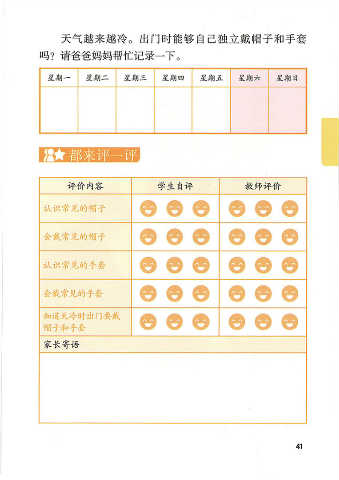 天气越来越冷。出门时能够自己独立戴帽子和手套
吗？请爸爸妈妈帮忙记录一下。
星期一 星期二 星期三 星期四 星期五 星期六 星期日
都来评一评
评价内容 学生自评 教师评价
认识常见的帽子
会戴常见的帽子
认识常见的手套
会戴常见的手套
知道天冷时出门要戴
帽子和手套
家长寄语
41